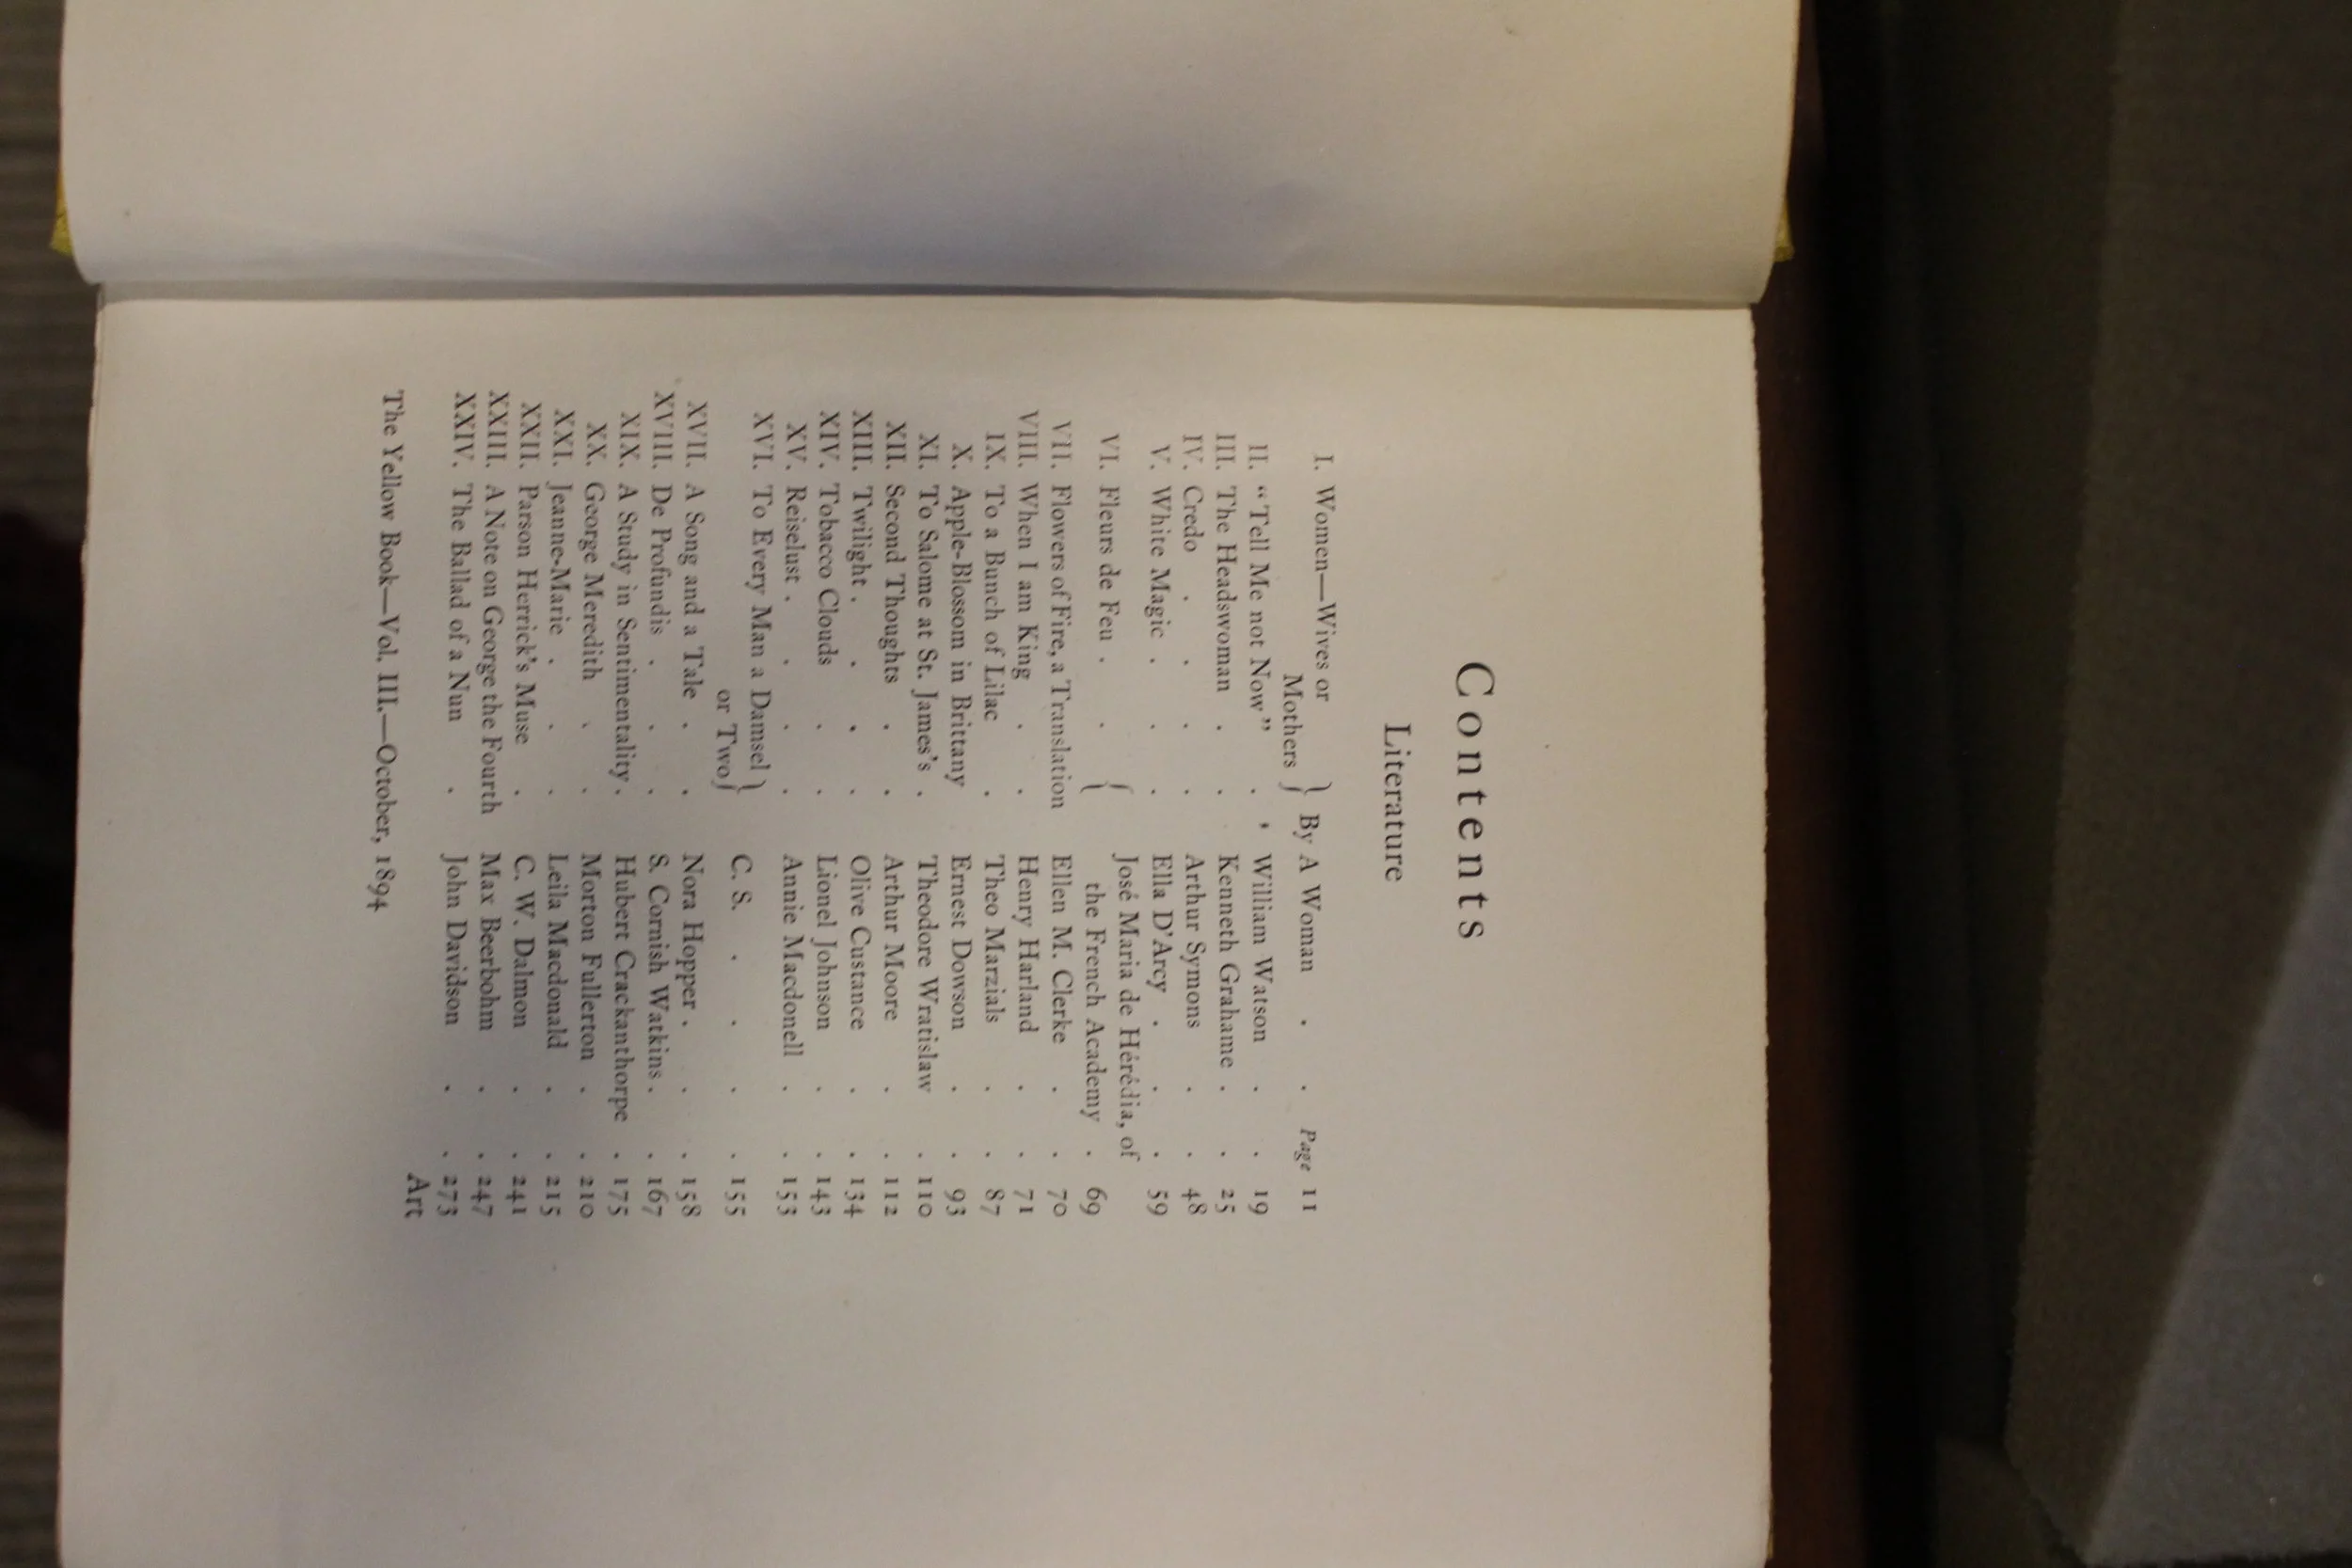 Contents
Literature
I. Women—Wives or Mothers } By A Woman . . Page 11
II. “Tell Me not Now” . . William Watson . . 19
III. The Headswoman . . Kenneth Grahame . . 25
IV. Credo . . . . Arthur Symons . . 48
V. White Magic . . . Ella D'Arcy . . . 59
VI. Fleurs de Feu . . { José Maria de Hérédia, of
the French Academy . 69
VII. Flowers of Fire, a Translation Ellen M. Clerke . . 70
VIII. When I am King . . Henry Harland . . 71
IX. To a Bunch of Lilac . Theo Marzials . . 87
X. Apple-Blossom in Brittany Ernest Dowson . . 93
XI. To Salome at St. James's . Theodore Wratislaw . 110
XII. Second Thoughts . . Arthur Moore . . 112
XIII. Twilight . . . . Olive Custance . . 134
XIV. Tobacco Clouds . . Lionel Johnson . . 143
XV. Reiselust . . . . Annie Macdonell . . 153
XVI. To Every Man a Damsel
or Two } C. S. . . . . 155
XVII. A Song and a Tale . . Nora Hopper . . . 158
XVIII. De Profundis . . . S. Cornish Watkins . . 167
XIX. A Study in Sentimentality . Hubert Crackanthorpe . 175
XX. George Meredith . . Morton Fullerton . . 210
XXI. Jeanne-Marie . . . Leila Macdonald . . 215
XXII. Parson Herrick's Muse . C. W. Dalmon . . 241
XXIII. A Note on George the Fourth Max Beerbohm . . 247
XXIV. The Ballad of a Nun . John Davidson . . 273
Art
The Yellow Book—Vol. III.—October, 1894